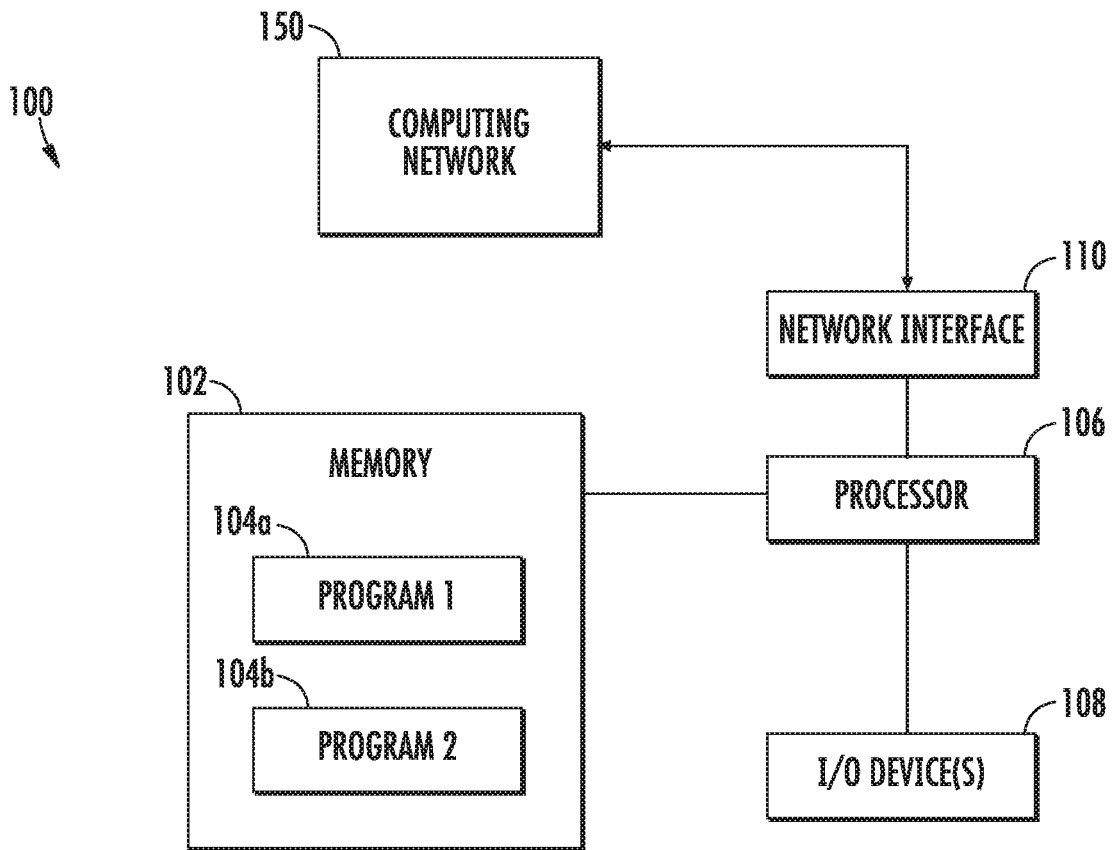 150
100
COMPUTING
NETWORK
110
NETWORK INTERFACE
102
MEMORY
106
PROCESSOR
104a
PROGRAM 1
104b
PROGRAM 2
108
I/O DEVICE(S)